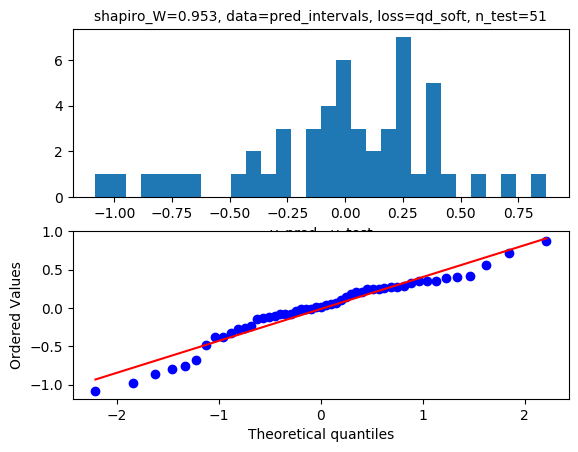 shapiro_W=0.953, data=pred_intervals, loss=qd_soft, n_test=51
6
4
2
0
-1.00 -0.75 -0.50 -0.25 0.00 0.25 0.50 0.75
1.0
0.5
0.0
-0.5
-1.0
Ordered Values
−2 −1 0 1 2
Theoretical quantiles